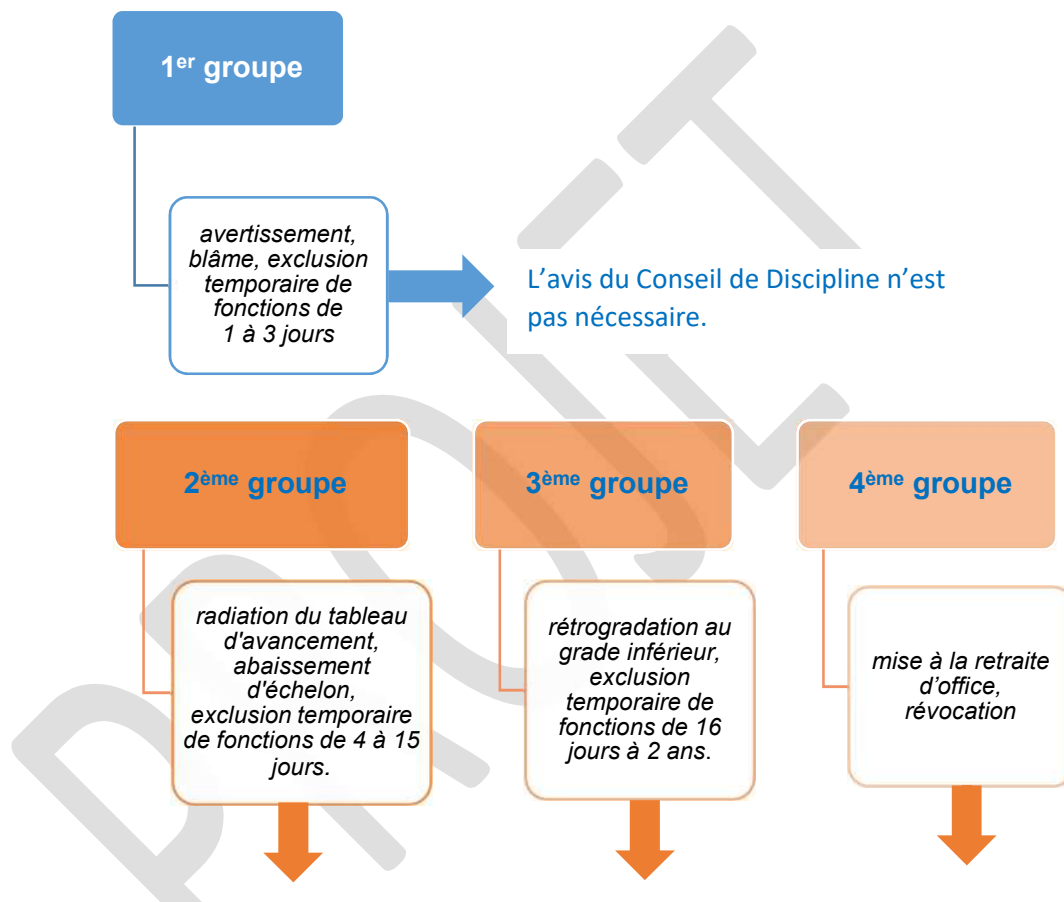 1er groupe
avertissement,
blâme, exclusion
temporaire de
fonctions de
1 à 3 jours
L’avis du Conseil de Discipline n’est
pas nécessaire.
2ème groupe
radiation du tableau
d'avancement,
abaissement
d'échelon,
exclusion temporaire
de fonctions de 4 à 15
jours.
3ème groupe
rétrogradation au
grade inférieur,
exclusion
temporaire de
fonctions de 16
jours à 2 ans.
4ème groupe
mise à la retraite
d’office,
révocation
PROJET